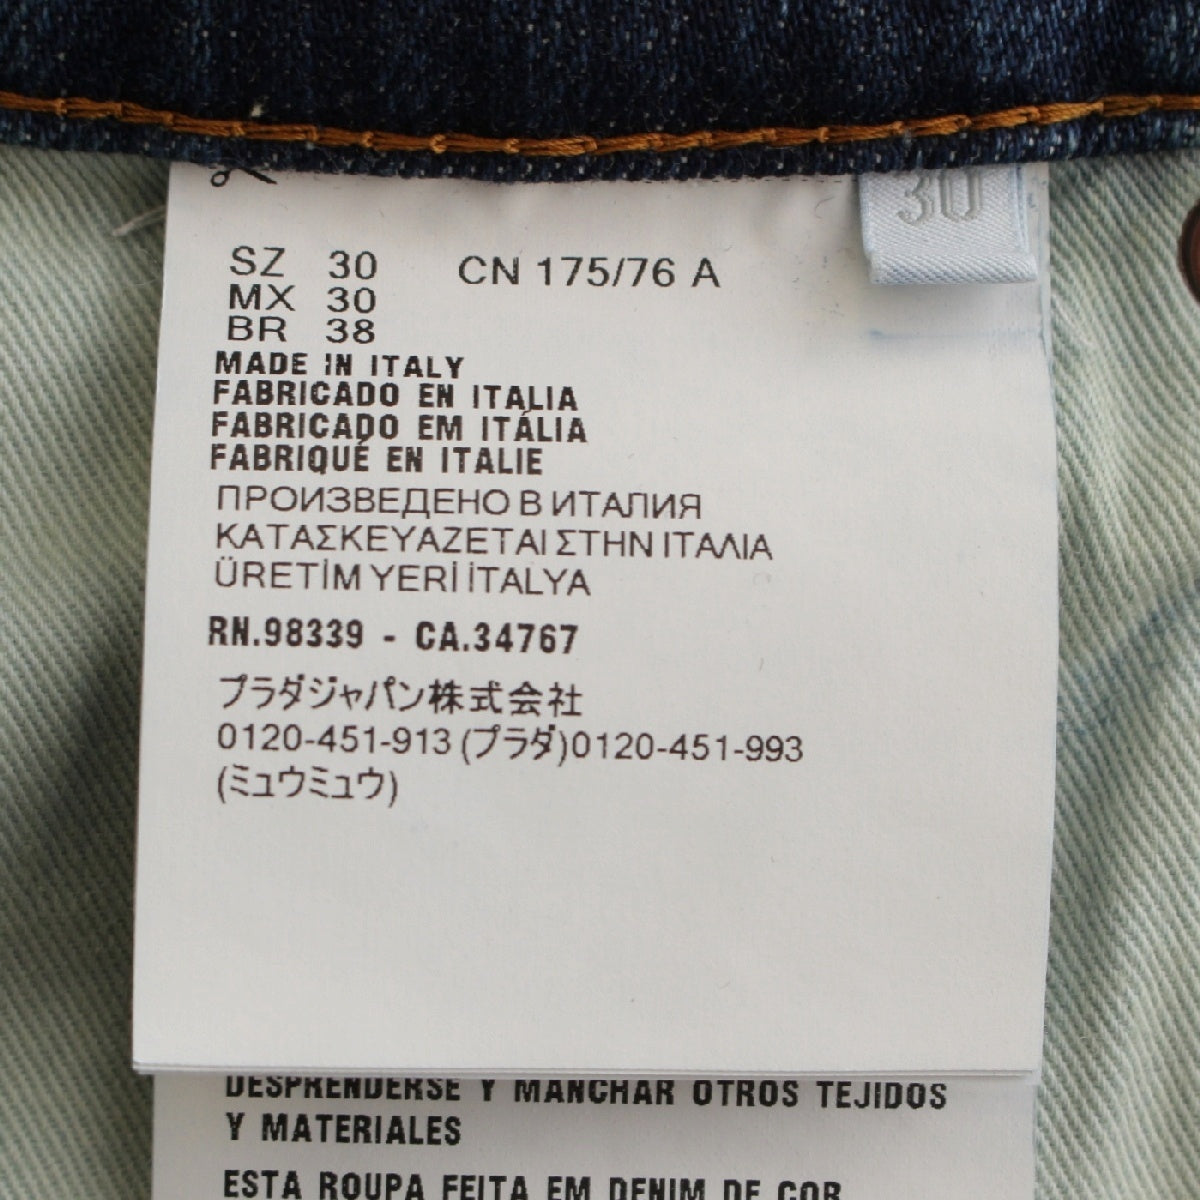 30
SZ 30 CN 175/76 A
MX 30
BR 38
MADE IN ITALY
FABRICADO EN ITALIA
FABRICADO EM ITÁLIA
FABRIQUÉ EN ITALIE
ПРОИЗВЕДЕНО В ИТАЛИЯ
ΚΑΤΑΣΚΕΥΑΖΕΤΑΙ ΣΤΗΝ ΙΤΑΛΙΑ
ÜRETİM YERİ İTALYA
RN.98339 - CA.34767
プラダジャパン株式会社
0120-451-913 (プラダ)0120-451-993
(ミュウミュウ)
DESPRENDERSE Y MANCHAR OTROS TEJIDOS
Y MATERIALES
ESTA ROUPA FEITA EM DENIM DE COR